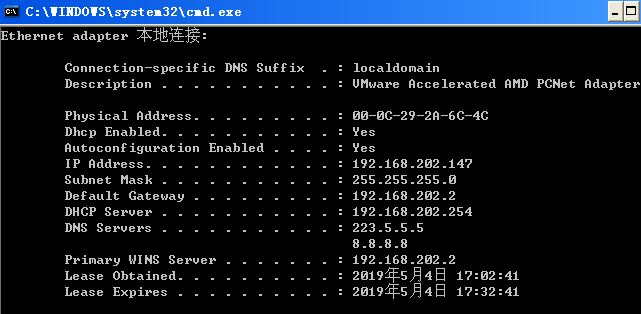 C:\WINDOWS\system32\cmd.exe
Ethernet adapter 本地连接:
Connection-specific DNS Suffix  . : localdomain
Description . . . . . . . . . . . : VMware Accelerated AMD PCNet Adapter
Physical Address. . . . . . . . . : 00-0C-29-2A-6C-4C
Dhcp Enabled. . . . . . . . . . . : Yes
Autoconfiguration Enabled . . . . : Yes
IP Address. . . . . . . . . . . . : 192.168.202.147
Subnet Mask . . . . . . . . . . . : 255.255.255.0
Default Gateway . . . . . . . . . : 192.168.202.2
DHCP Server . . . . . . . . . . . : 192.168.202.254
DNS Servers . . . . . . . . . . . : 223.5.5.5
8.8.8.8
Primary WINS Server . . . . . . . : 192.168.202.2
Lease Obtained. . . . . . . . . . : 2019年5月4日 17:02:41
Lease Expires . . . . . . . . . . : 2019年5月4日 17:32:41